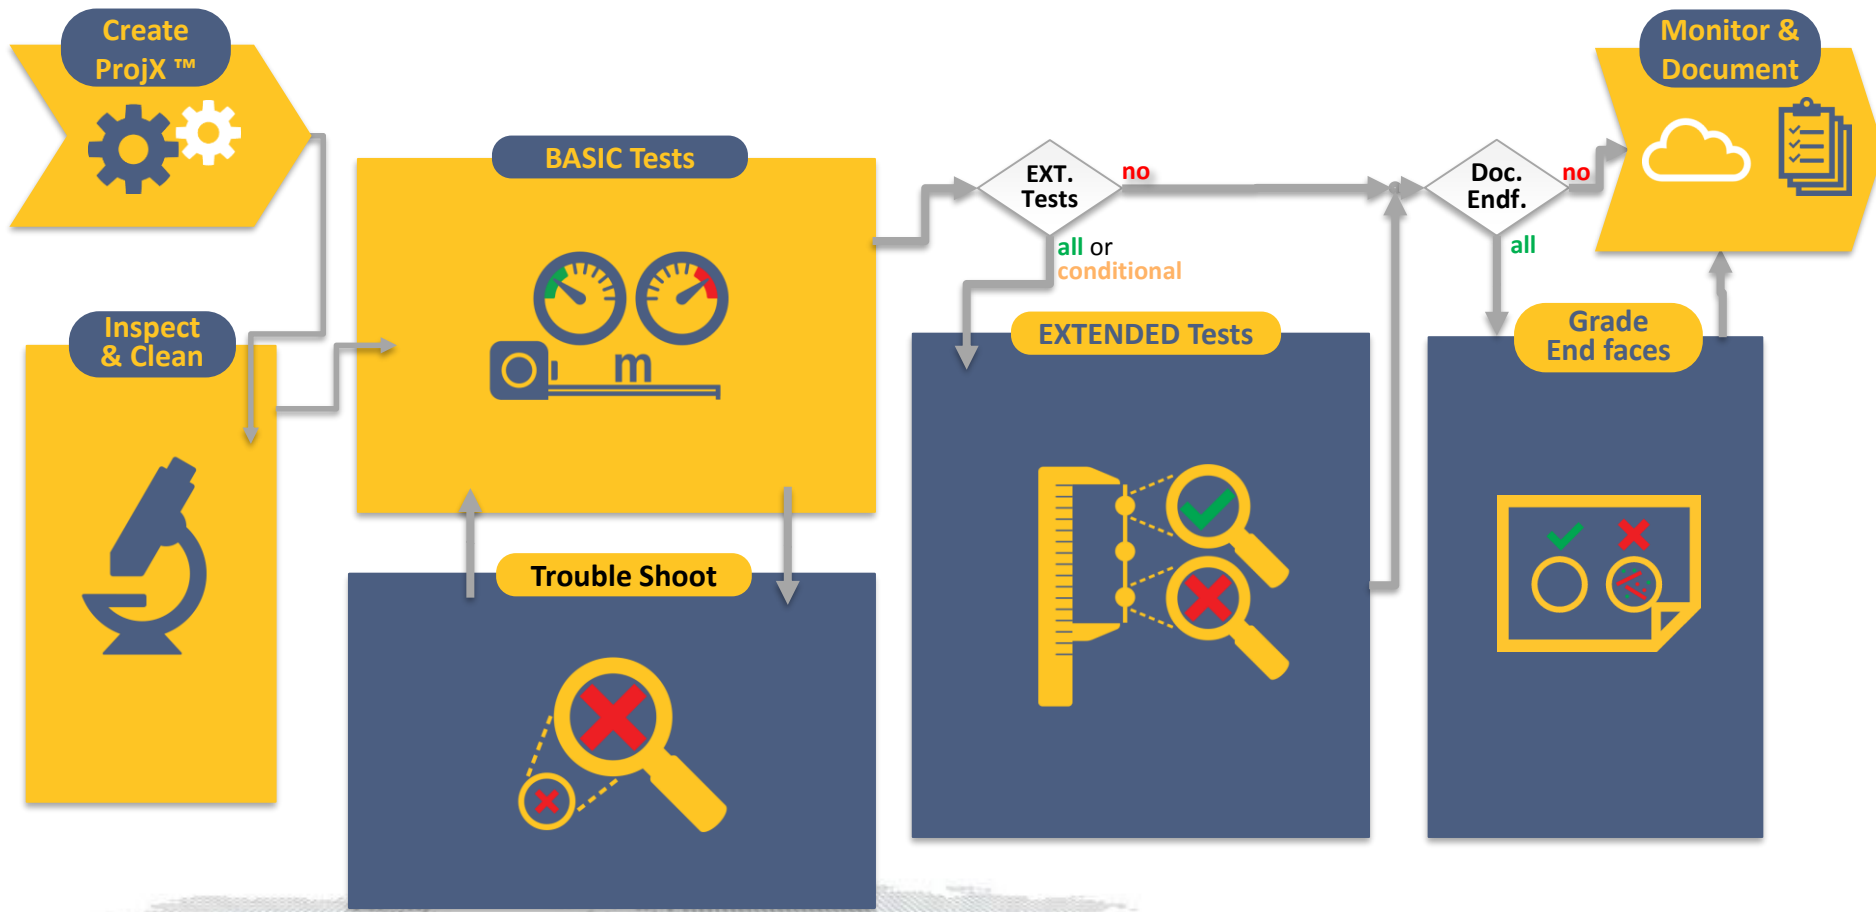 Create
ProjX ™
Inspect
& Clean
BASIC Tests
m
Trouble Shoot
EXT.
Tests
no
all or
conditional
EXTENDED Tests
Doc.
Endf.
no
all
Grade
End faces
Monitor &
Document